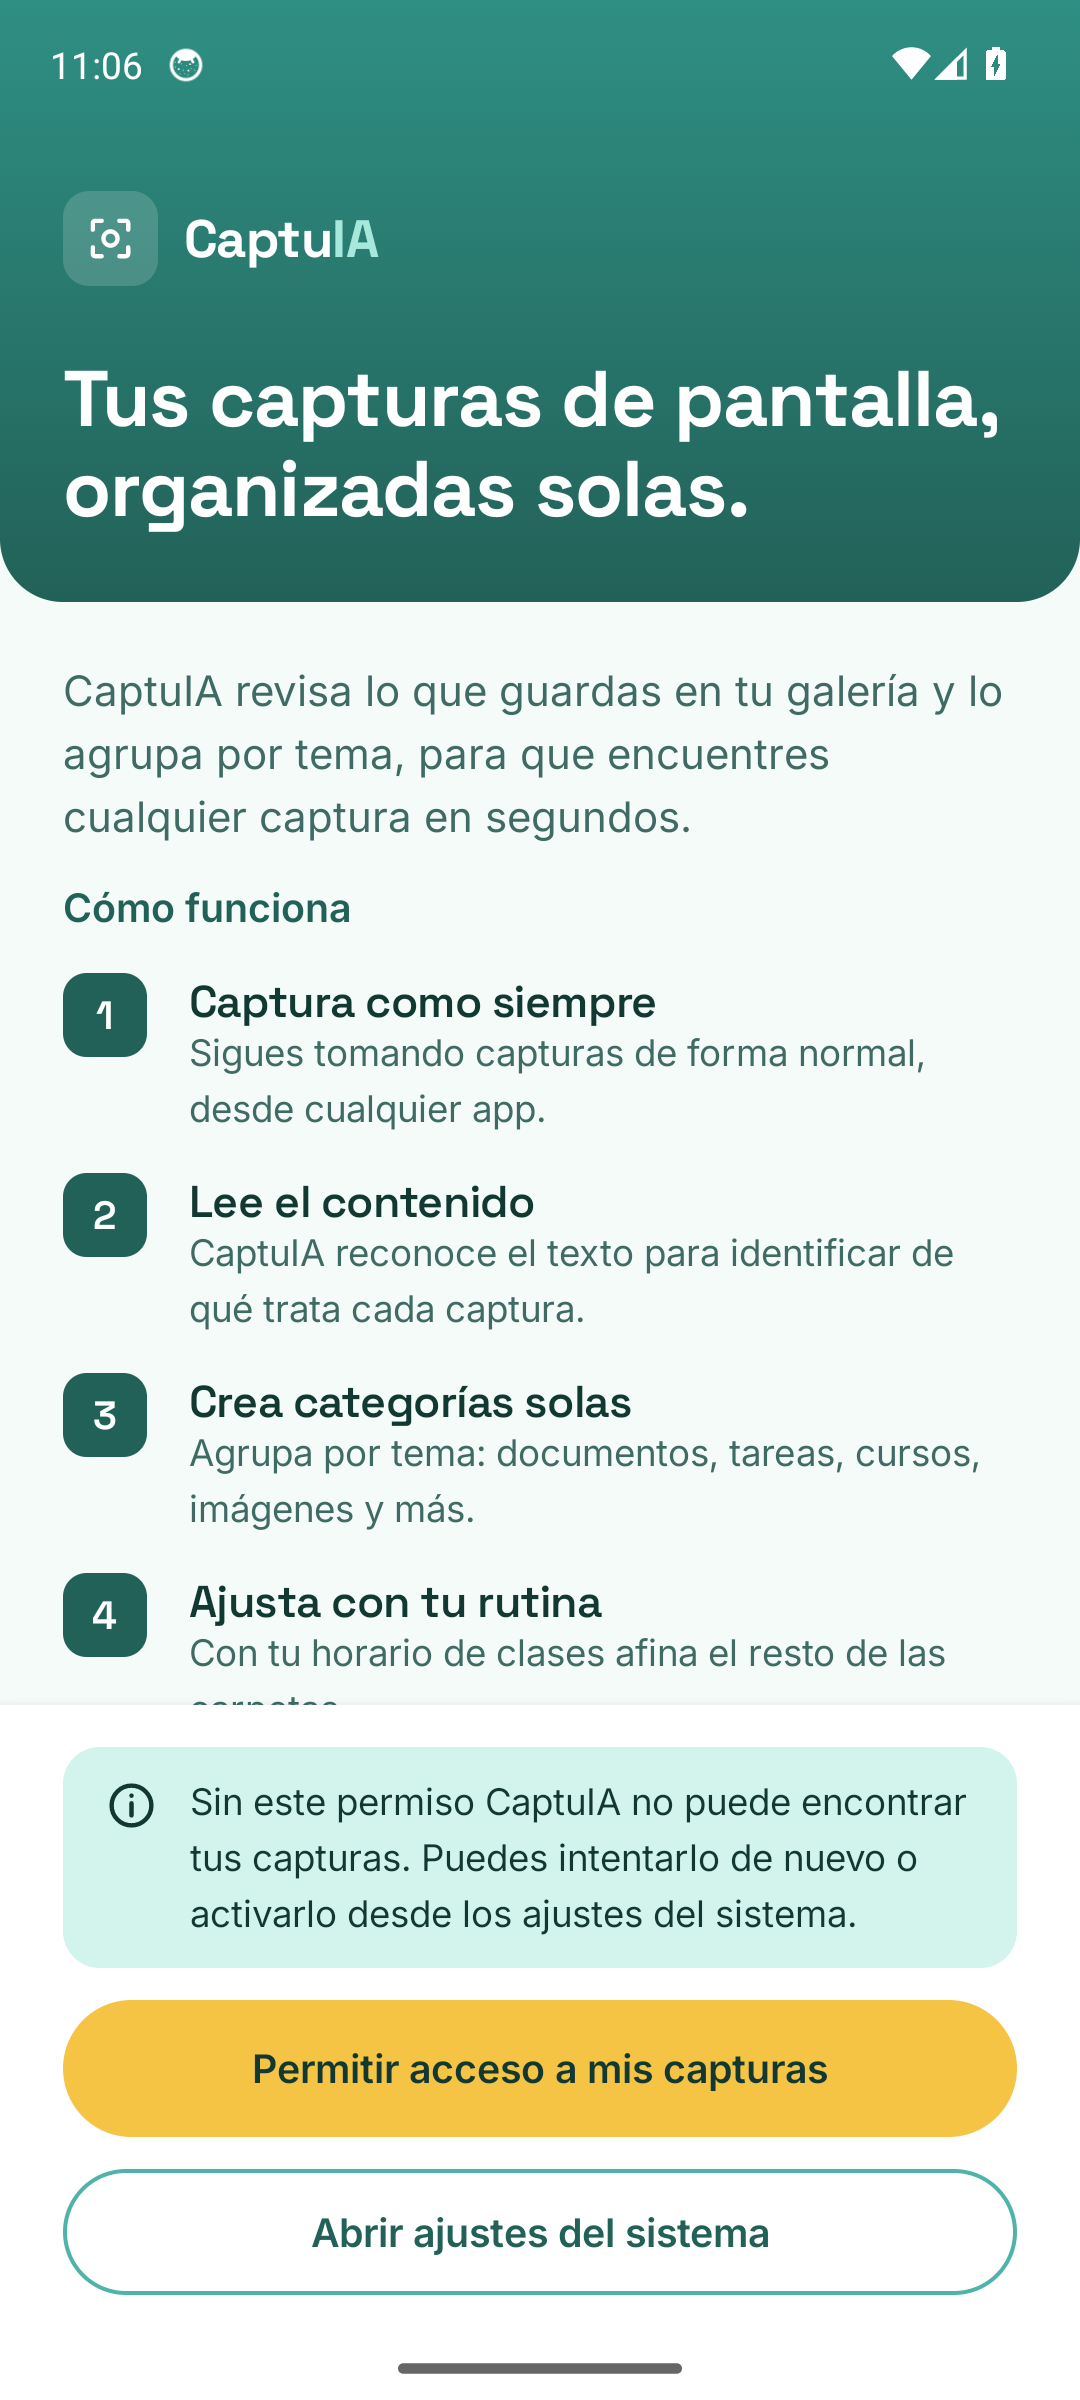 11:06
CaptuIA
Tus capturas de pantalla,
organizadas solas.
CaptuIA revisa lo que guardas en tu galería y lo
agrupa por tema, para que encuentres
cualquier captura en segundos.
Cómo funciona
1
Captura como siempre
Sigues tomando capturas de forma normal,
desde cualquier app.
2
Lee el contenido
CaptuIA reconoce el texto para identificar de
qué trata cada captura.
3
Crea categorías solas
Agrupa por tema: documentos, tareas, cursos,
imágenes y más.
4
Ajusta con tu rutina
Con tu horario de clases afina el resto de las
Sin este permiso CaptuIA no puede encontrar
tus capturas. Puedes intentarlo de nuevo o
activarlo desde los ajustes del sistema.
Permitir acceso a mis capturas
Abrir ajustes del sistema